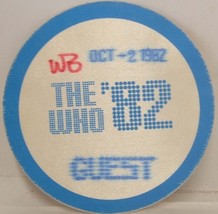 WB OCT-2 1982
THE WHO '82
GUEST